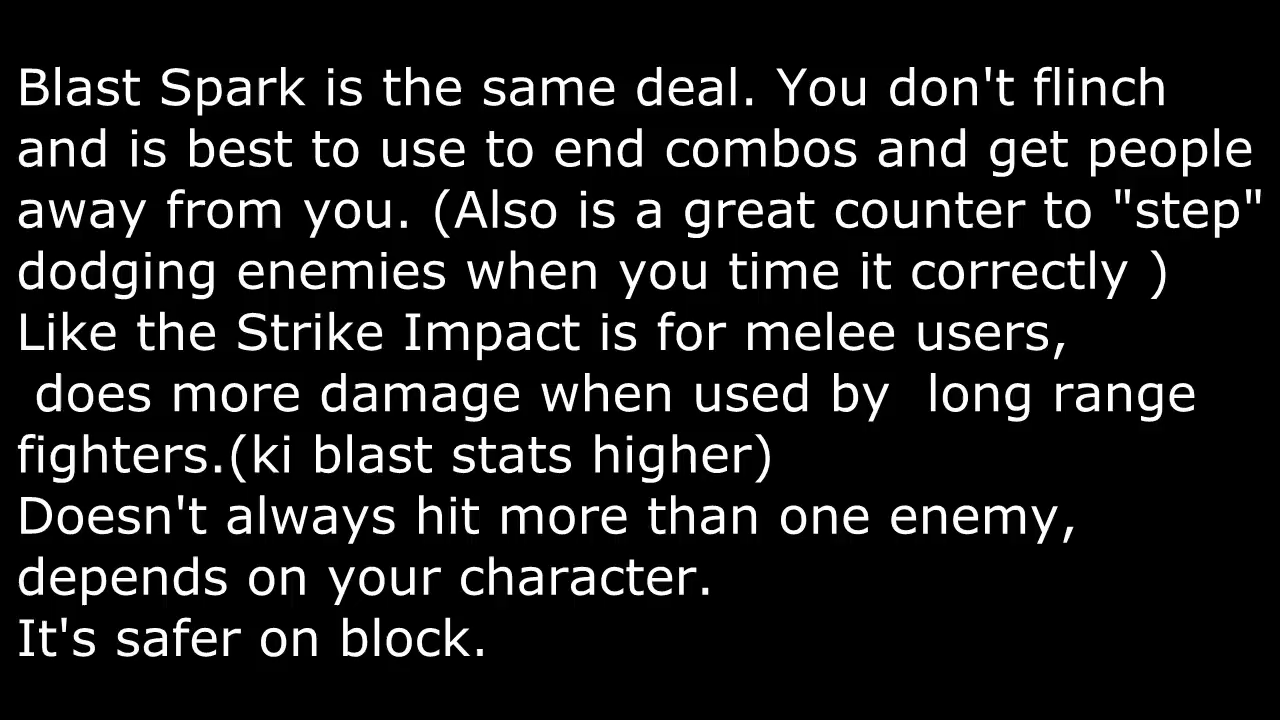 Blast Spark is the same deal. You don't flinch
and is best to use to end combos and get people
away from you. (Also is a great counter to "step"
dodging enemies when you time it correctly )
Like the Strike Impact is for melee users,
 does more damage when used by  long range
fighters.(ki blast stats higher)
Doesn't always hit more than one enemy,
depends on your character.
It's safer on block.